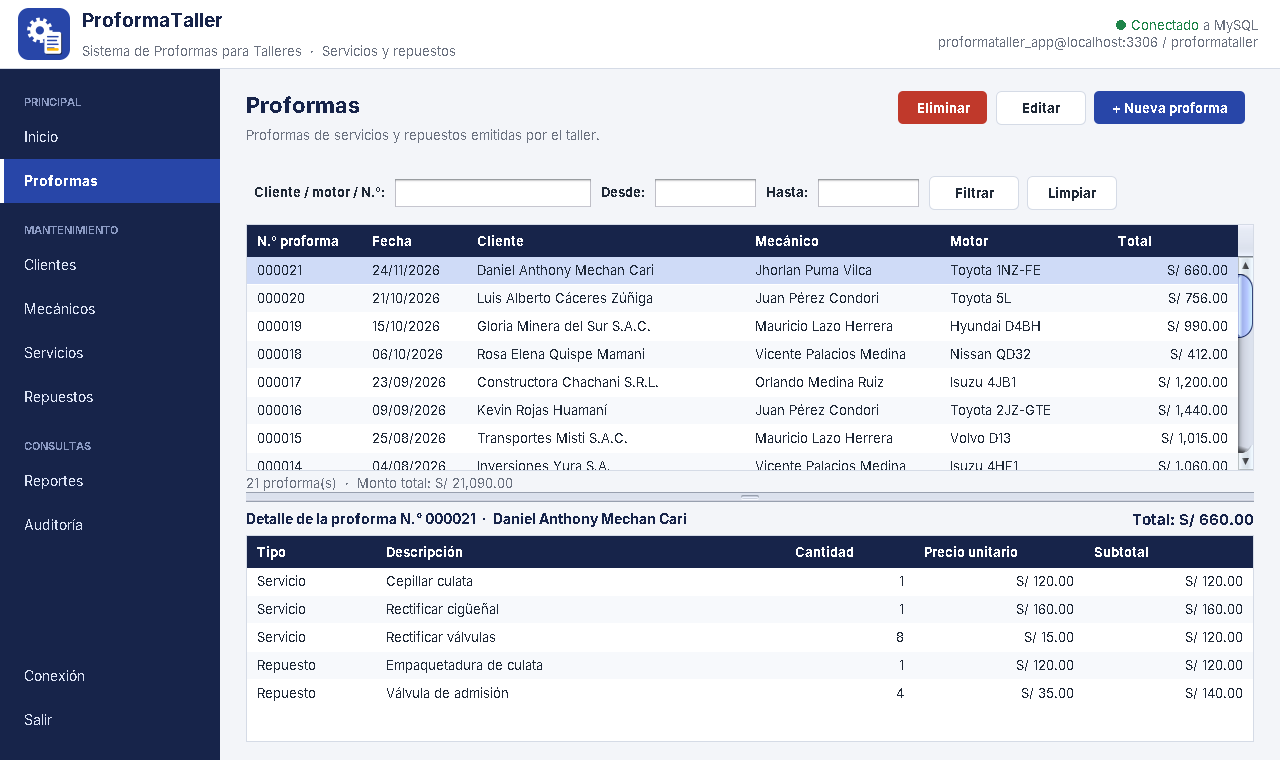 ProformaTaller
Sistema de Proformas para Talleres · Servicios y repuestos
● Conectado a MySQL
proformataller_app@localhost:3306 / proformataller
PRINCIPAL
Inicio
Proformas
MANTENIMIENTO
Clientes
Mecánicos
Servicios
Repuestos
CONSULTAS
Reportes
Auditoría
Conexión
Salir
Proformas
Proformas de servicios y repuestos emitidas por el taller.
Eliminar Editar + Nueva proforma
Cliente / motor / N.°: Desde: Hasta: Filtrar Limpiar
N.° proforma Fecha Cliente Mecánico Motor Total
000021 24/11/2026 Daniel Anthony Mechan Cari Jhorlan Puma Vilca Toyota 1NZ-FE S/ 660.00
000020 21/10/2026 Luis Alberto Cáceres Zúñiga Juan Pérez Condori Toyota 5L S/ 756.00
000019 15/10/2026 Gloria Minera del Sur S.A.C. Mauricio Lazo Herrera Hyundai D4BH S/ 990.00
000018 06/10/2026 Rosa Elena Quispe Mamani Vicente Palacios Medina Nissan QD32 S/ 412.00
000017 23/09/2026 Constructora Chachani S.R.L. Orlando Medina Ruiz Isuzu 4JB1 S/ 1,200.00
000016 09/09/2026 Kevin Rojas Huamaní Juan Pérez Condori Toyota 2JZ-GTE S/ 1,440.00
000015 25/08/2026 Transportes Misti S.A.C. Mauricio Lazo Herrera Volvo D13 S/ 1,015.00
000014 04/08/2026 Inversiones Yura S.A. Vicente Palacios Medina Isuzu 4HF1 S/ 1,060.00
21 proforma(s) · Monto total: S/ 21,090.00
Detalle de la proforma N.° 000021 · Daniel Anthony Mechan Cari Total: S/ 660.00
Tipo Descripción Cantidad Precio unitario Subtotal
Servicio Cepillar culata 1 S/ 120.00 S/ 120.00
Servicio Rectificar cigüeñal 1 S/ 160.00 S/ 160.00
Servicio Rectificar válvulas 8 S/ 15.00 S/ 120.00
Repuesto Empaquetadura de culata 1 S/ 120.00 S/ 120.00
Repuesto Válvula de admisión 4 S/ 35.00 S/ 140.00